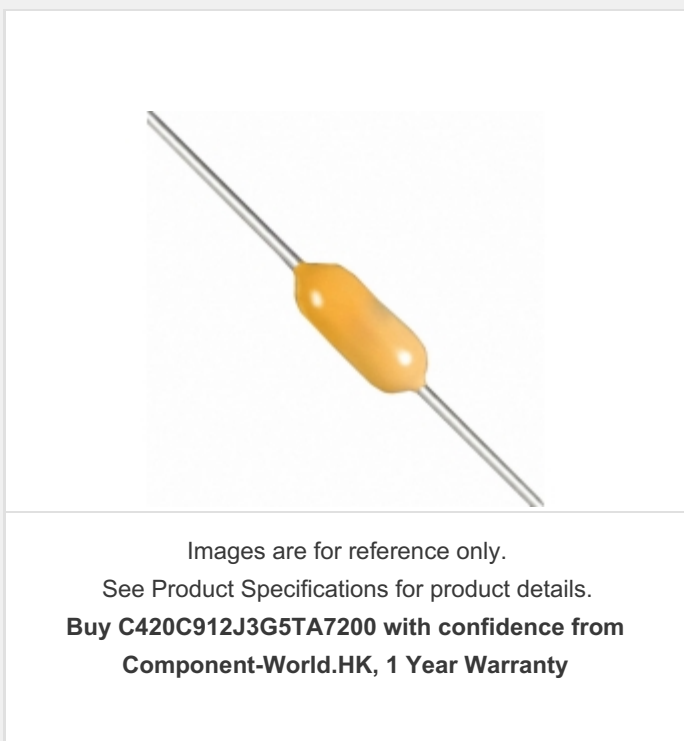 Images are for reference only.
See Product Specifications for product details.
Buy C420C912J3G5TA7200 with confidence from
Component-World.HK, 1 Year Warranty